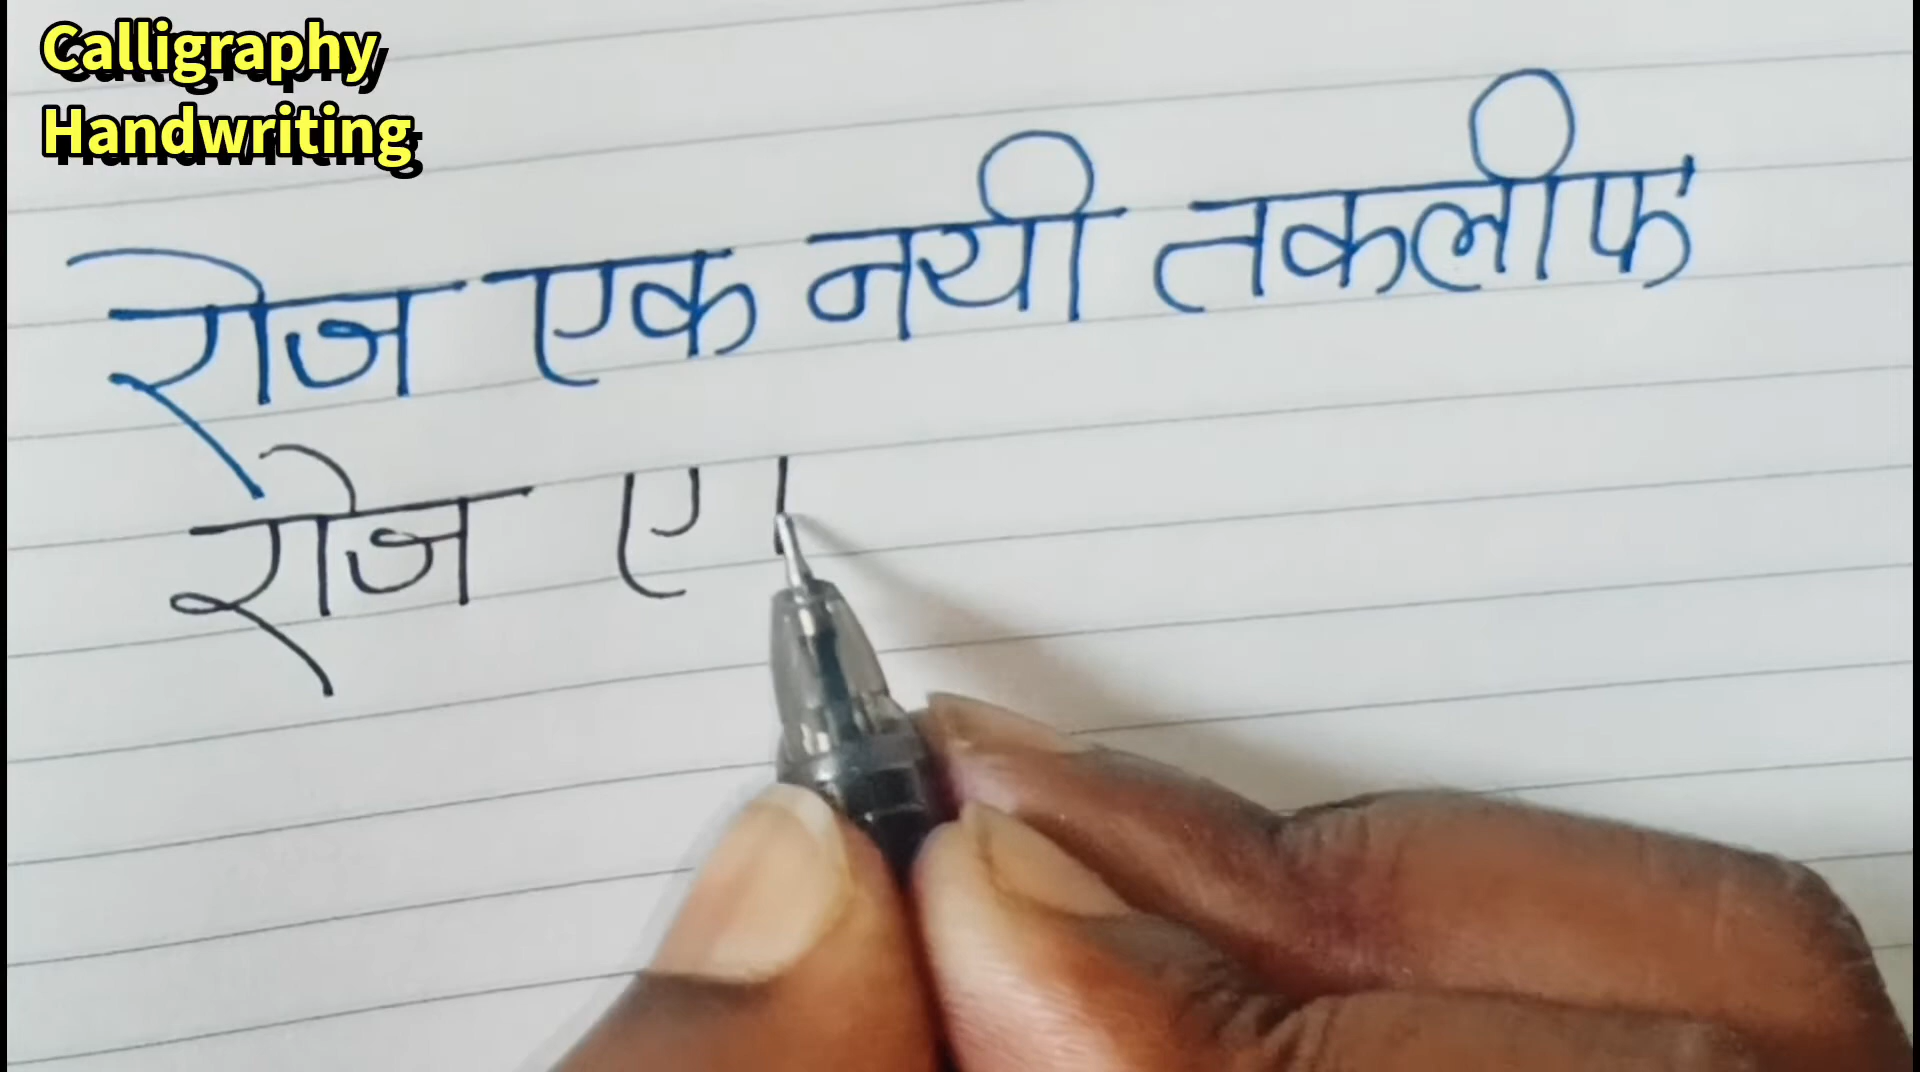 Calligraphy
Handwriting
रोज एक नयी तकलीफ
रोज ए